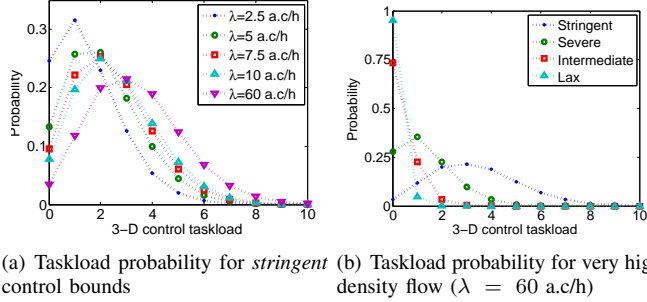 0.3
0.2
0.1
0
Probability
0 2 4 6 8 10
3−D control taskload
λ=2.5 a.c/h
λ=5 a.c/h
λ=7.5 a.c/h
λ=10 a.c/h
λ=60 a.c/h
1
0.75
0.5
0.25
0
Probability
0 2 4 6 8 10
3−D control taskload
Stringent
Severe
Intermediate
Lax
(a) Taskload probability for stringent
control bounds
(b) Taskload probability for very hig
density flow (λ = 60 a.c/h)